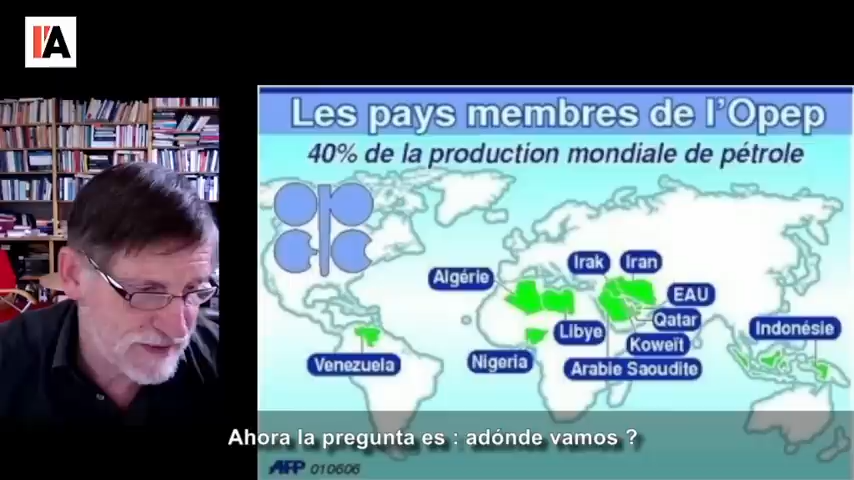 I'A
Les pays membres de l'Opep
40% de la production mondiale de pétrole
Irak
Iran
Algérie
EAU
Qatar
Indonésie
Libye
Koweït
Venezuela
Nigeria
Arabie Saoudite
Ahora la pregunta es : adónde vamos ?
AFP 010606